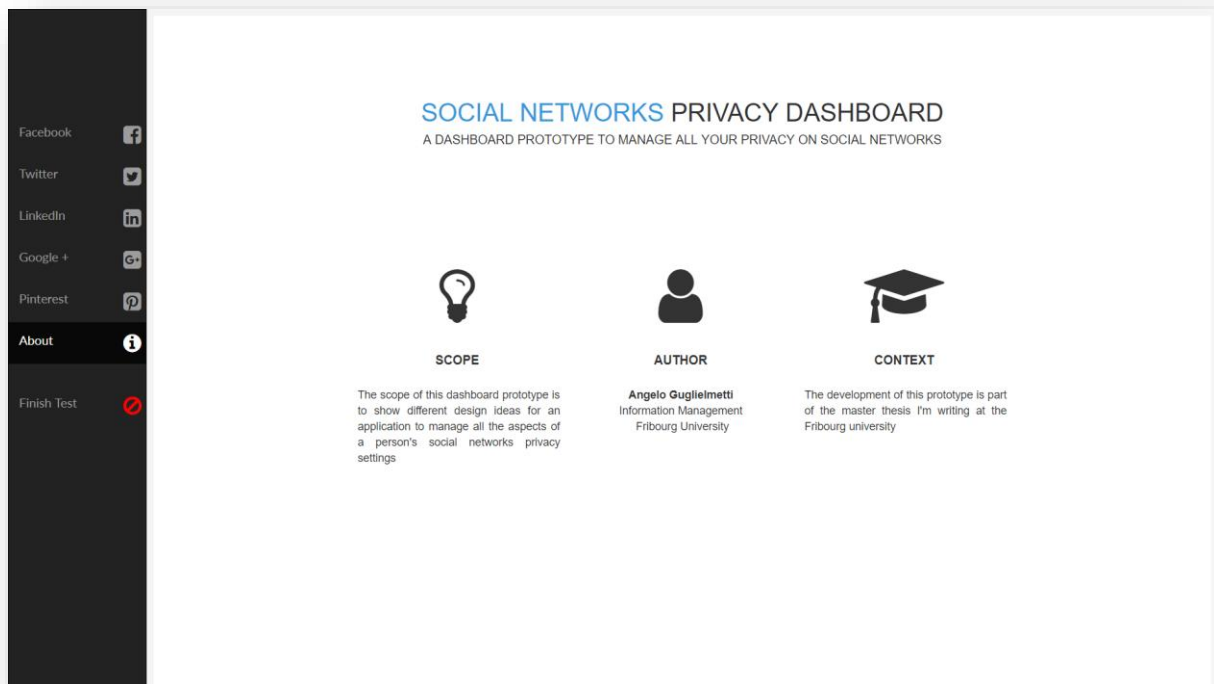 Facebook
Twitter
LinkedIn
Google +
Pinterest
About
Finish Test
SOCIAL NETWORKS PRIVACY DASHBOARD
A DASHBOARD PROTOTYPE TO MANAGE ALL YOUR PRIVACY ON SOCIAL NETWORKS
SCOPE
The scope of this dashboard prototype is
to show different design ideas for an
application to manage all the aspects of
a person's social networks privacy
settings
AUTHOR
Angelo Guglielmetti
Information Management
Fribourg University
CONTEXT
The development of this prototype is part
of the master thesis I'm writing at the
Fribourg university